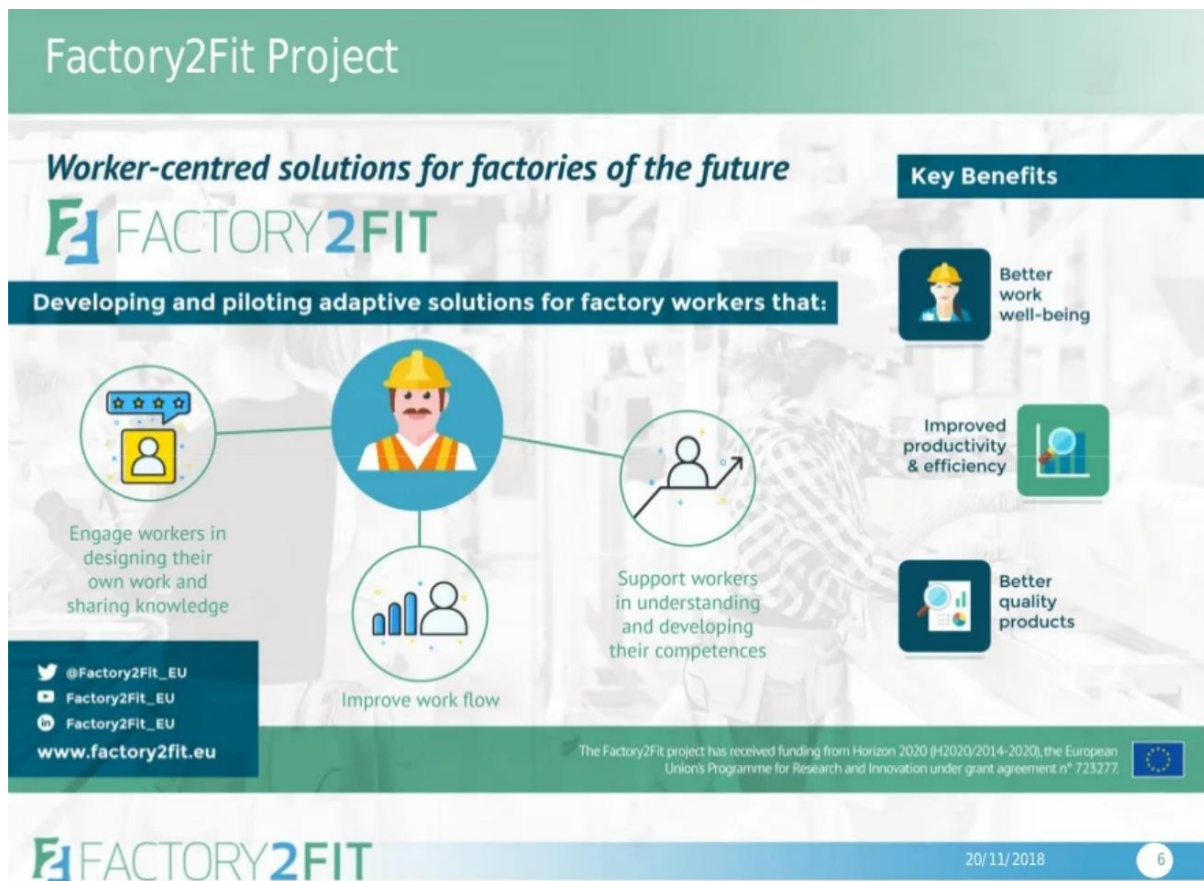 Factory2Fit Project
Worker-centred solutions for factories of the future
FACTORY2FIT
Developing and piloting adaptive solutions for factory workers that:
Engage workers in
designing their
own work and
sharing knowledge
Improve work flow
Support workers
in understanding
and developing
their competences
Key Benefits
Better
work
well-being
Improved
productivity
& efficiency
Better
quality
products
@Factory2Fit_EU
Factory2Fit_EU
Factory2Fit_EU
www.factory2fit.eu
The Factory2Fit project has received funding from Horizon 2020 (H2020/2014-2020), the European
Union's Programme for Research and Innovation under grant agreement n° 723277.
FACTORY2FIT
20/11/2018
6